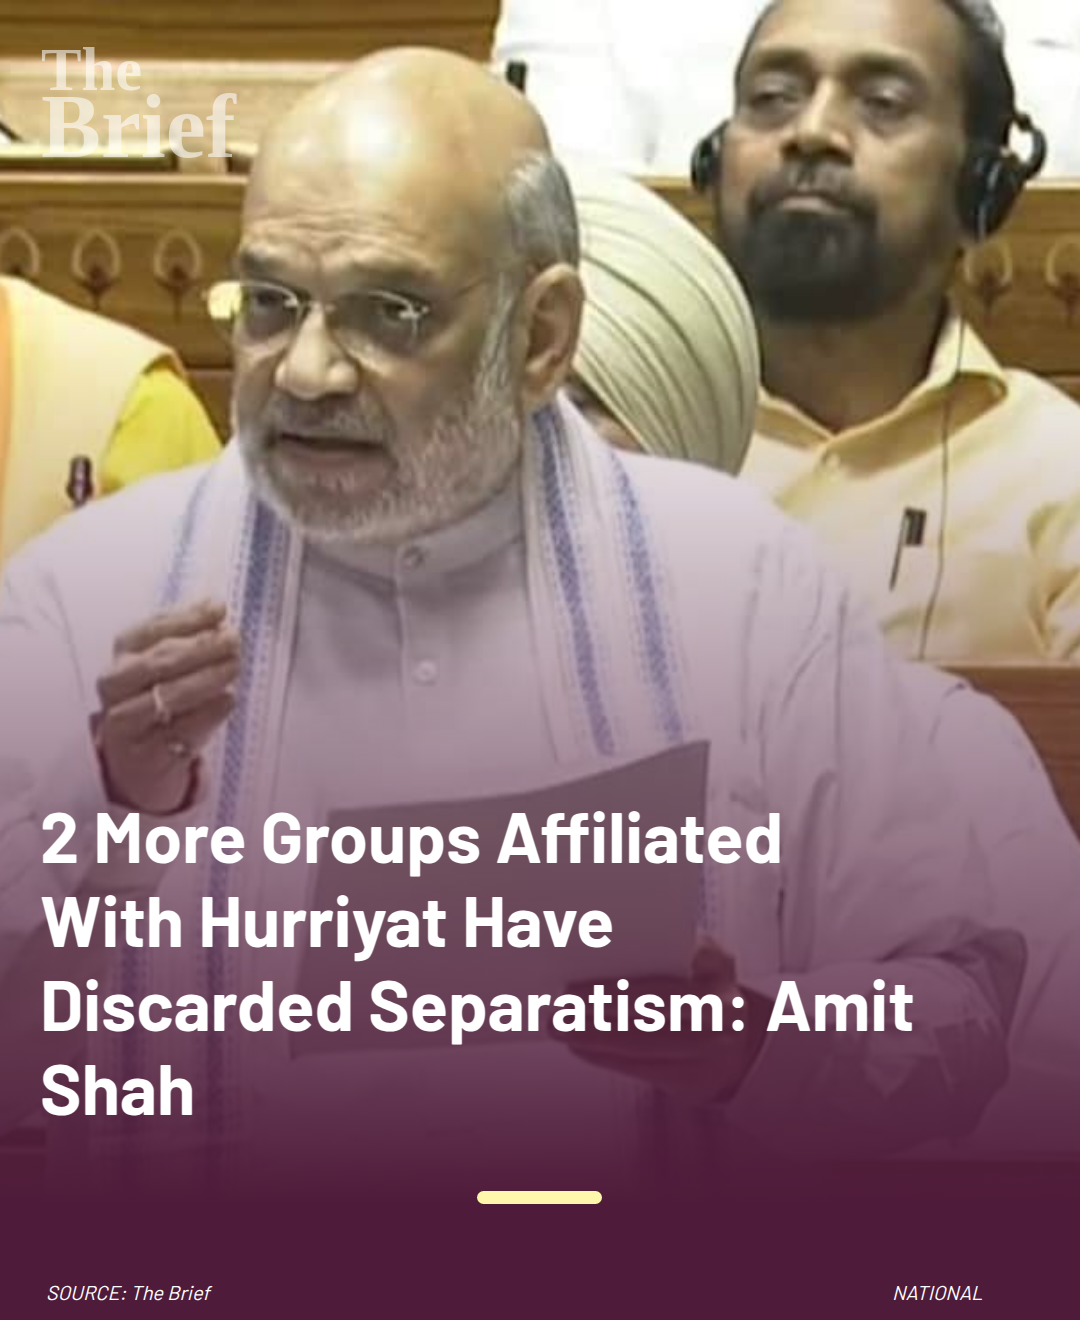 The
Brief
2 More Groups Affiliated
With Hurriyat Have
Discarded Separatism: Amit
Shah
SOURCE: The Brief
NATIONAL